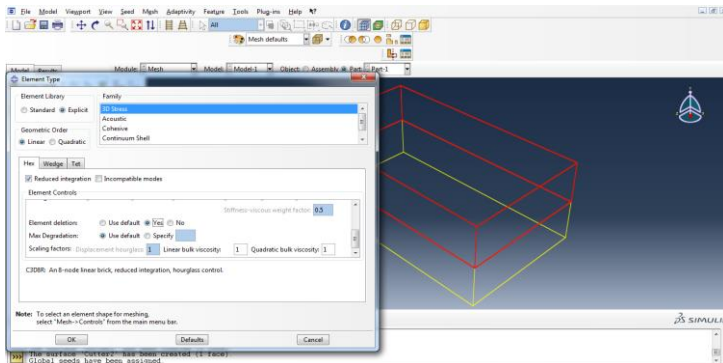 File Model Viewport View Seed Mesh Adaptivity Feature Tools Plug-ins Help
All
Mesh defaults
Module: Mesh Model: Model-1 Object: Assembly Part: Part-1
Element Type
Element Library
Family
Standard Explicit
3D Stress
Acoustic
Cohesive
Continuum Shell
Geometric Order
Linear Quadratic
Hex Wedge Tet
Reduced integration Incompatible modes
Element Controls
Stiffness-viscous weight factor: 0.5
Element deletion: Use default Yes No
Max Degradation: Use default Specify
Scaling factors: Displacement hourglass: 1 Linear bulk viscosity: 1 Quadratic bulk viscosity: 1
C3D8R: An 8-node linear brick, reduced integration, hourglass control.
Note: To select an element shape for meshing,
select "Mesh->Controls" from the main menu bar.
OK Defaults Cancel
SIMULI
The surface 'Cutter2' has been created (1 face)
Global seeds have been assigned.